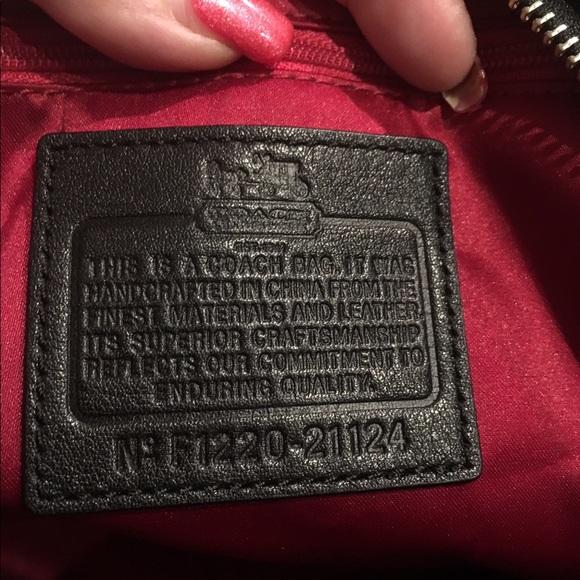 COACH
THIS IS A COACH BAG. IT WAS
HANDCRAFTED IN CHINA FROM THE
FINEST MATERIALS AND LEATHER.
ITS SUPERIOR CRAFTSMANSHIP
REFLECTS OUR COMMITMENT TO
ENDURING QUALITY.
Nº F1220-21124